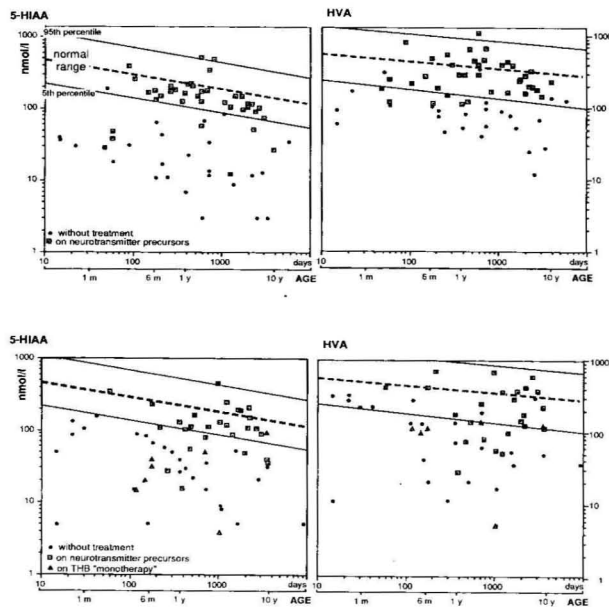 5-HIAA
HVA
nmol/l
1000
95th percentile
normal
range
5th percentile
100
10
1
• without treatment
on neurotransmitter precursors
10 100 1000 10000
days
1 m 6 m 1 y 10 y AGE
1000
100
10
1
10 100 1000 10000
days
1 m 6 m 1 y 10 y AGE
5-HIAA
HVA
nmol/l
1000
100
10
1
• without treatment
on neurotransmitter precursors
▲ on THB "monotherapy"
10 100 1000 10000
days
1 m 6 m 1 y 10 y AGE
1000
100
10
1
10 100 1000 10000
days
1 m 6 m 1 y 10 y AGE